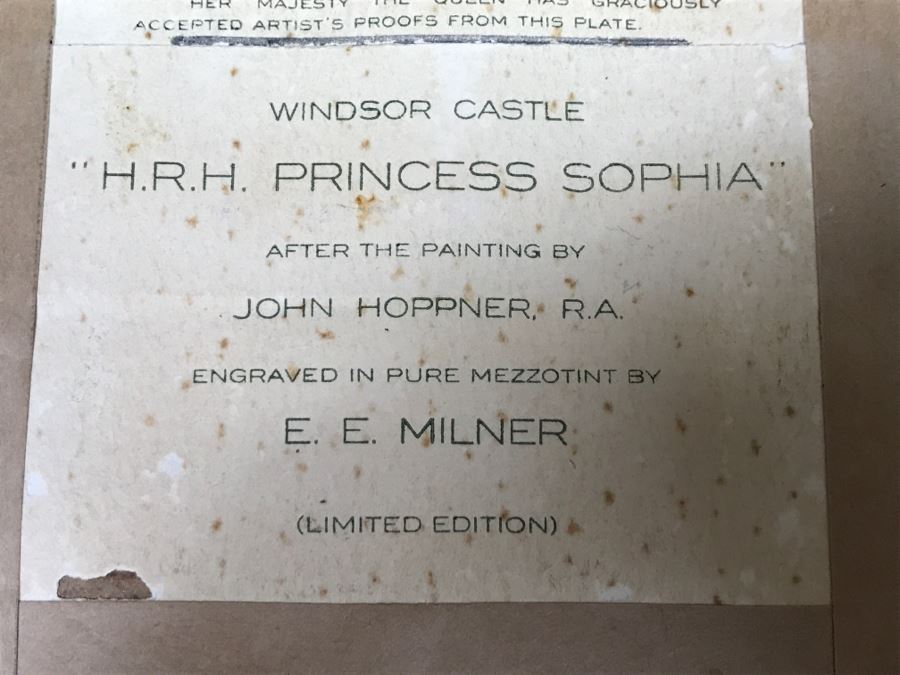 HER MAJESTY THE QUEEN HAS GRACIOUSLY
ACCEPTED ARTIST'S PROOFS FROM THIS PLATE.
WINDSOR CASTLE
"H.R.H. PRINCESS SOPHIA"
AFTER THE PAINTING BY
JOHN HOPPNER, R.A.
ENGRAVED IN PURE MEZZOTINT BY
E. E. MILNER
(LIMITED EDITION)